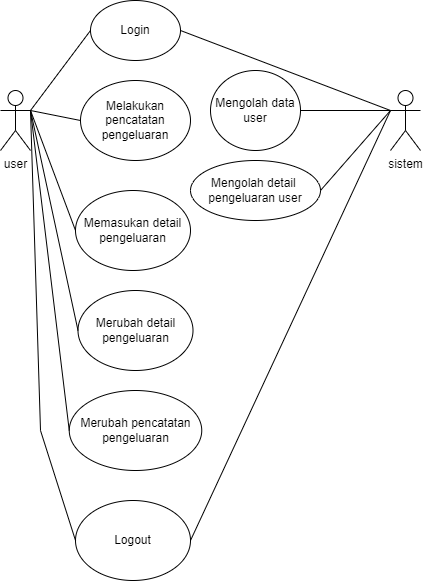 Login
Melakukan
pencatatan
pengeluaran
Mengolah data
user
user
sistem
Mengolah detail
pengeluaran user
Memasukan detail
pengeluaran
Merubah detail
pengeluaran
Merubah pencatatan
pengeluaran
Logout